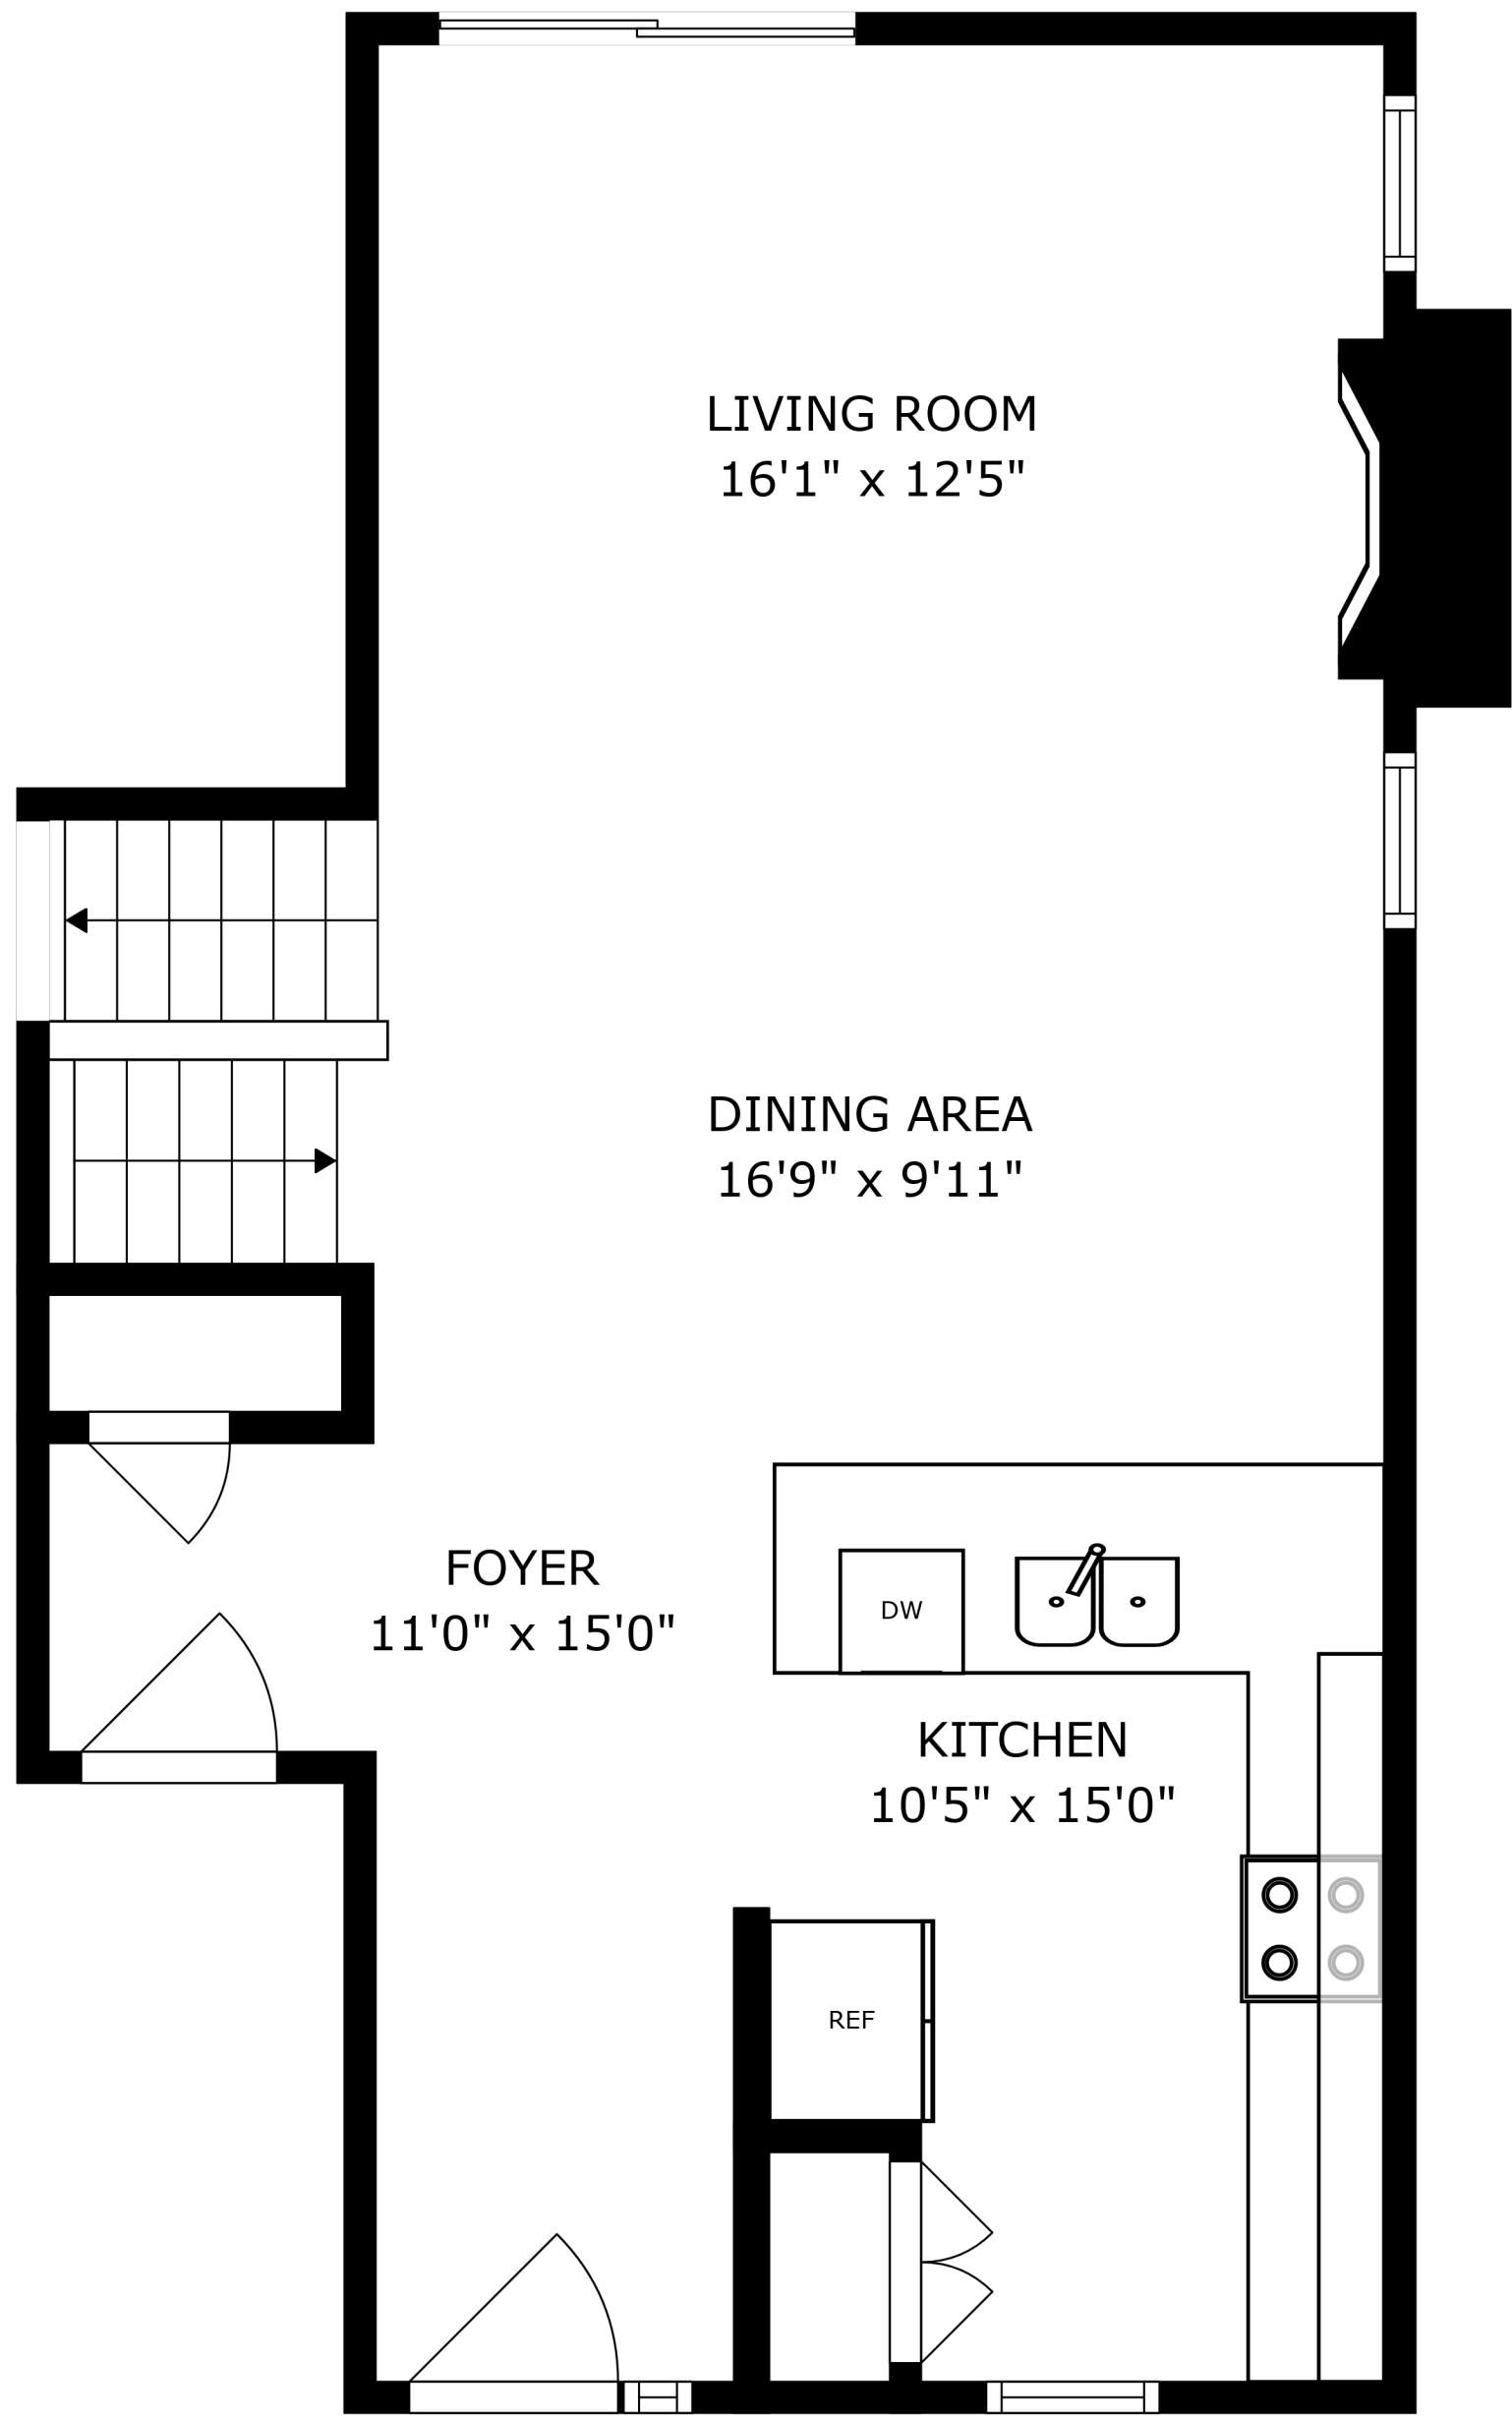 LIVING ROOM
16'1" x 12'5"
DINING AREA
16'9" x 9'11"
FOYER
11'0" x 15'0"
DW
KITCHEN
10'5" x 15'0"
REF